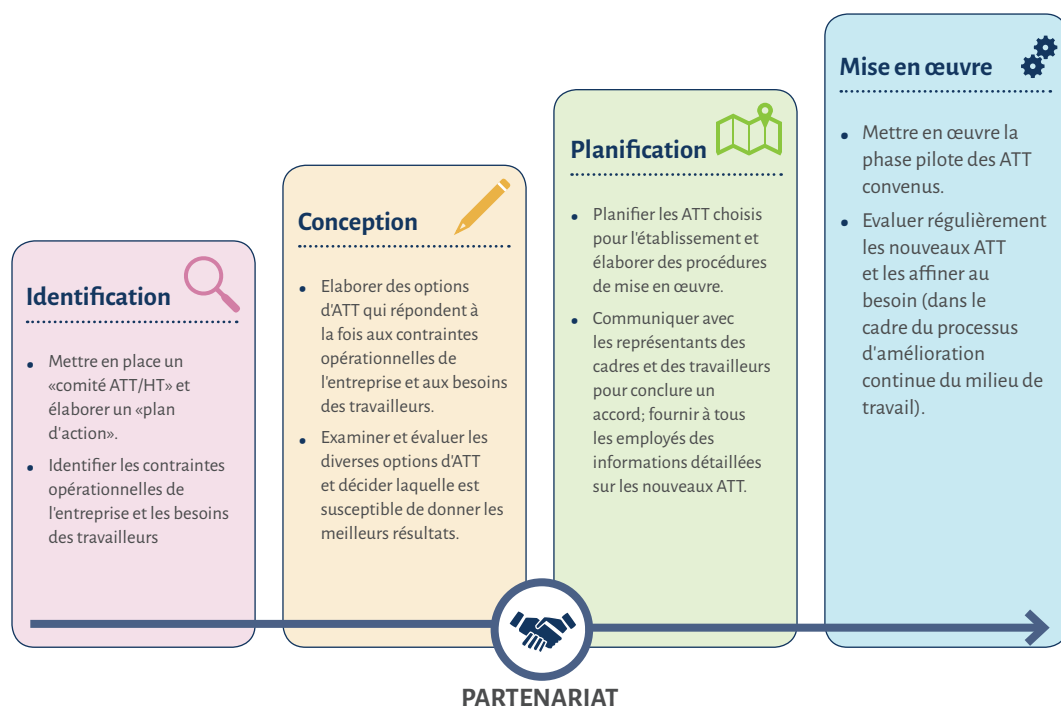 Identification
• Mettre en place un
«comité ATT/HT» et
élaborer un «plan
d'action».
• Identifier les contraintes
opérationnelles de
l'entreprise et les besoins
des travailleurs
Conception
• Elaborer des options
d'ATT qui répondent à
la fois aux contraintes
opérationnelles de
l'entreprise et aux besoins
des travailleurs.
• Examiner et évaluer les
diverses options d'ATT
et décider laquelle est
susceptible de donner les
meilleurs résultats.
Planification
• Planifier les ATT choisis
pour l'établissement et
élaborer des procédures
de mise en œuvre.
• Communiquer avec
les représentants des
cadres et des travailleurs
pour conclure un
accord; fournir à tous
les employés des
informations détaillées
sur les nouveaux ATT.
Mise en œuvre
• Mettre en œuvre la
phase pilote des ATT
convenus.
• Evaluer régulièrement
les nouveaux ATT
et les affiner au
besoin (dans le
cadre du processus
d'amélioration
continue du milieu de
travail).
PARTENARIAT